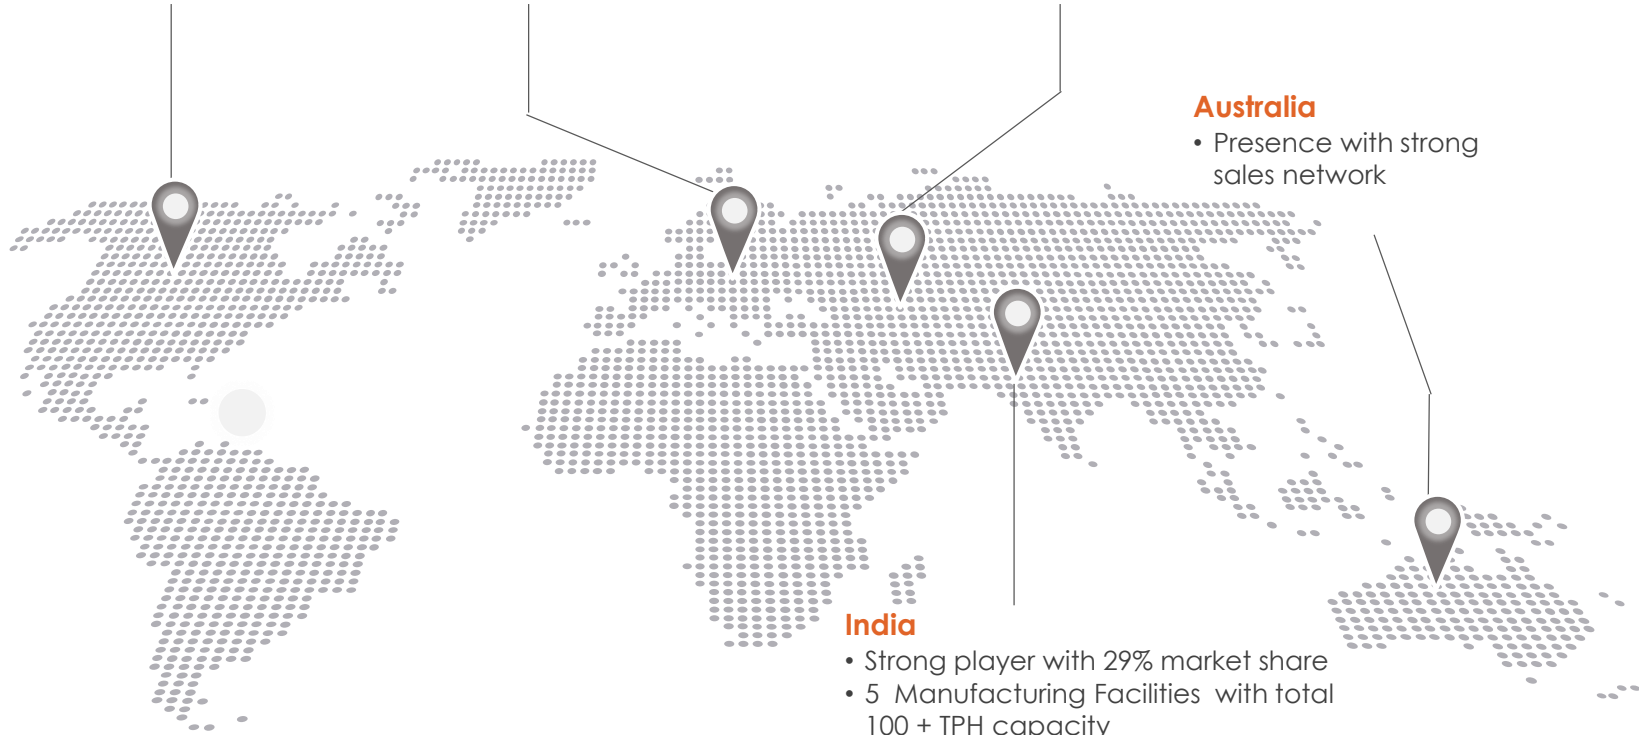 Australia
• Presence with strong
sales network
India
• Strong player with 29% market share
• 5  Manufacturing Facilities  with total
100 + TPH capacity